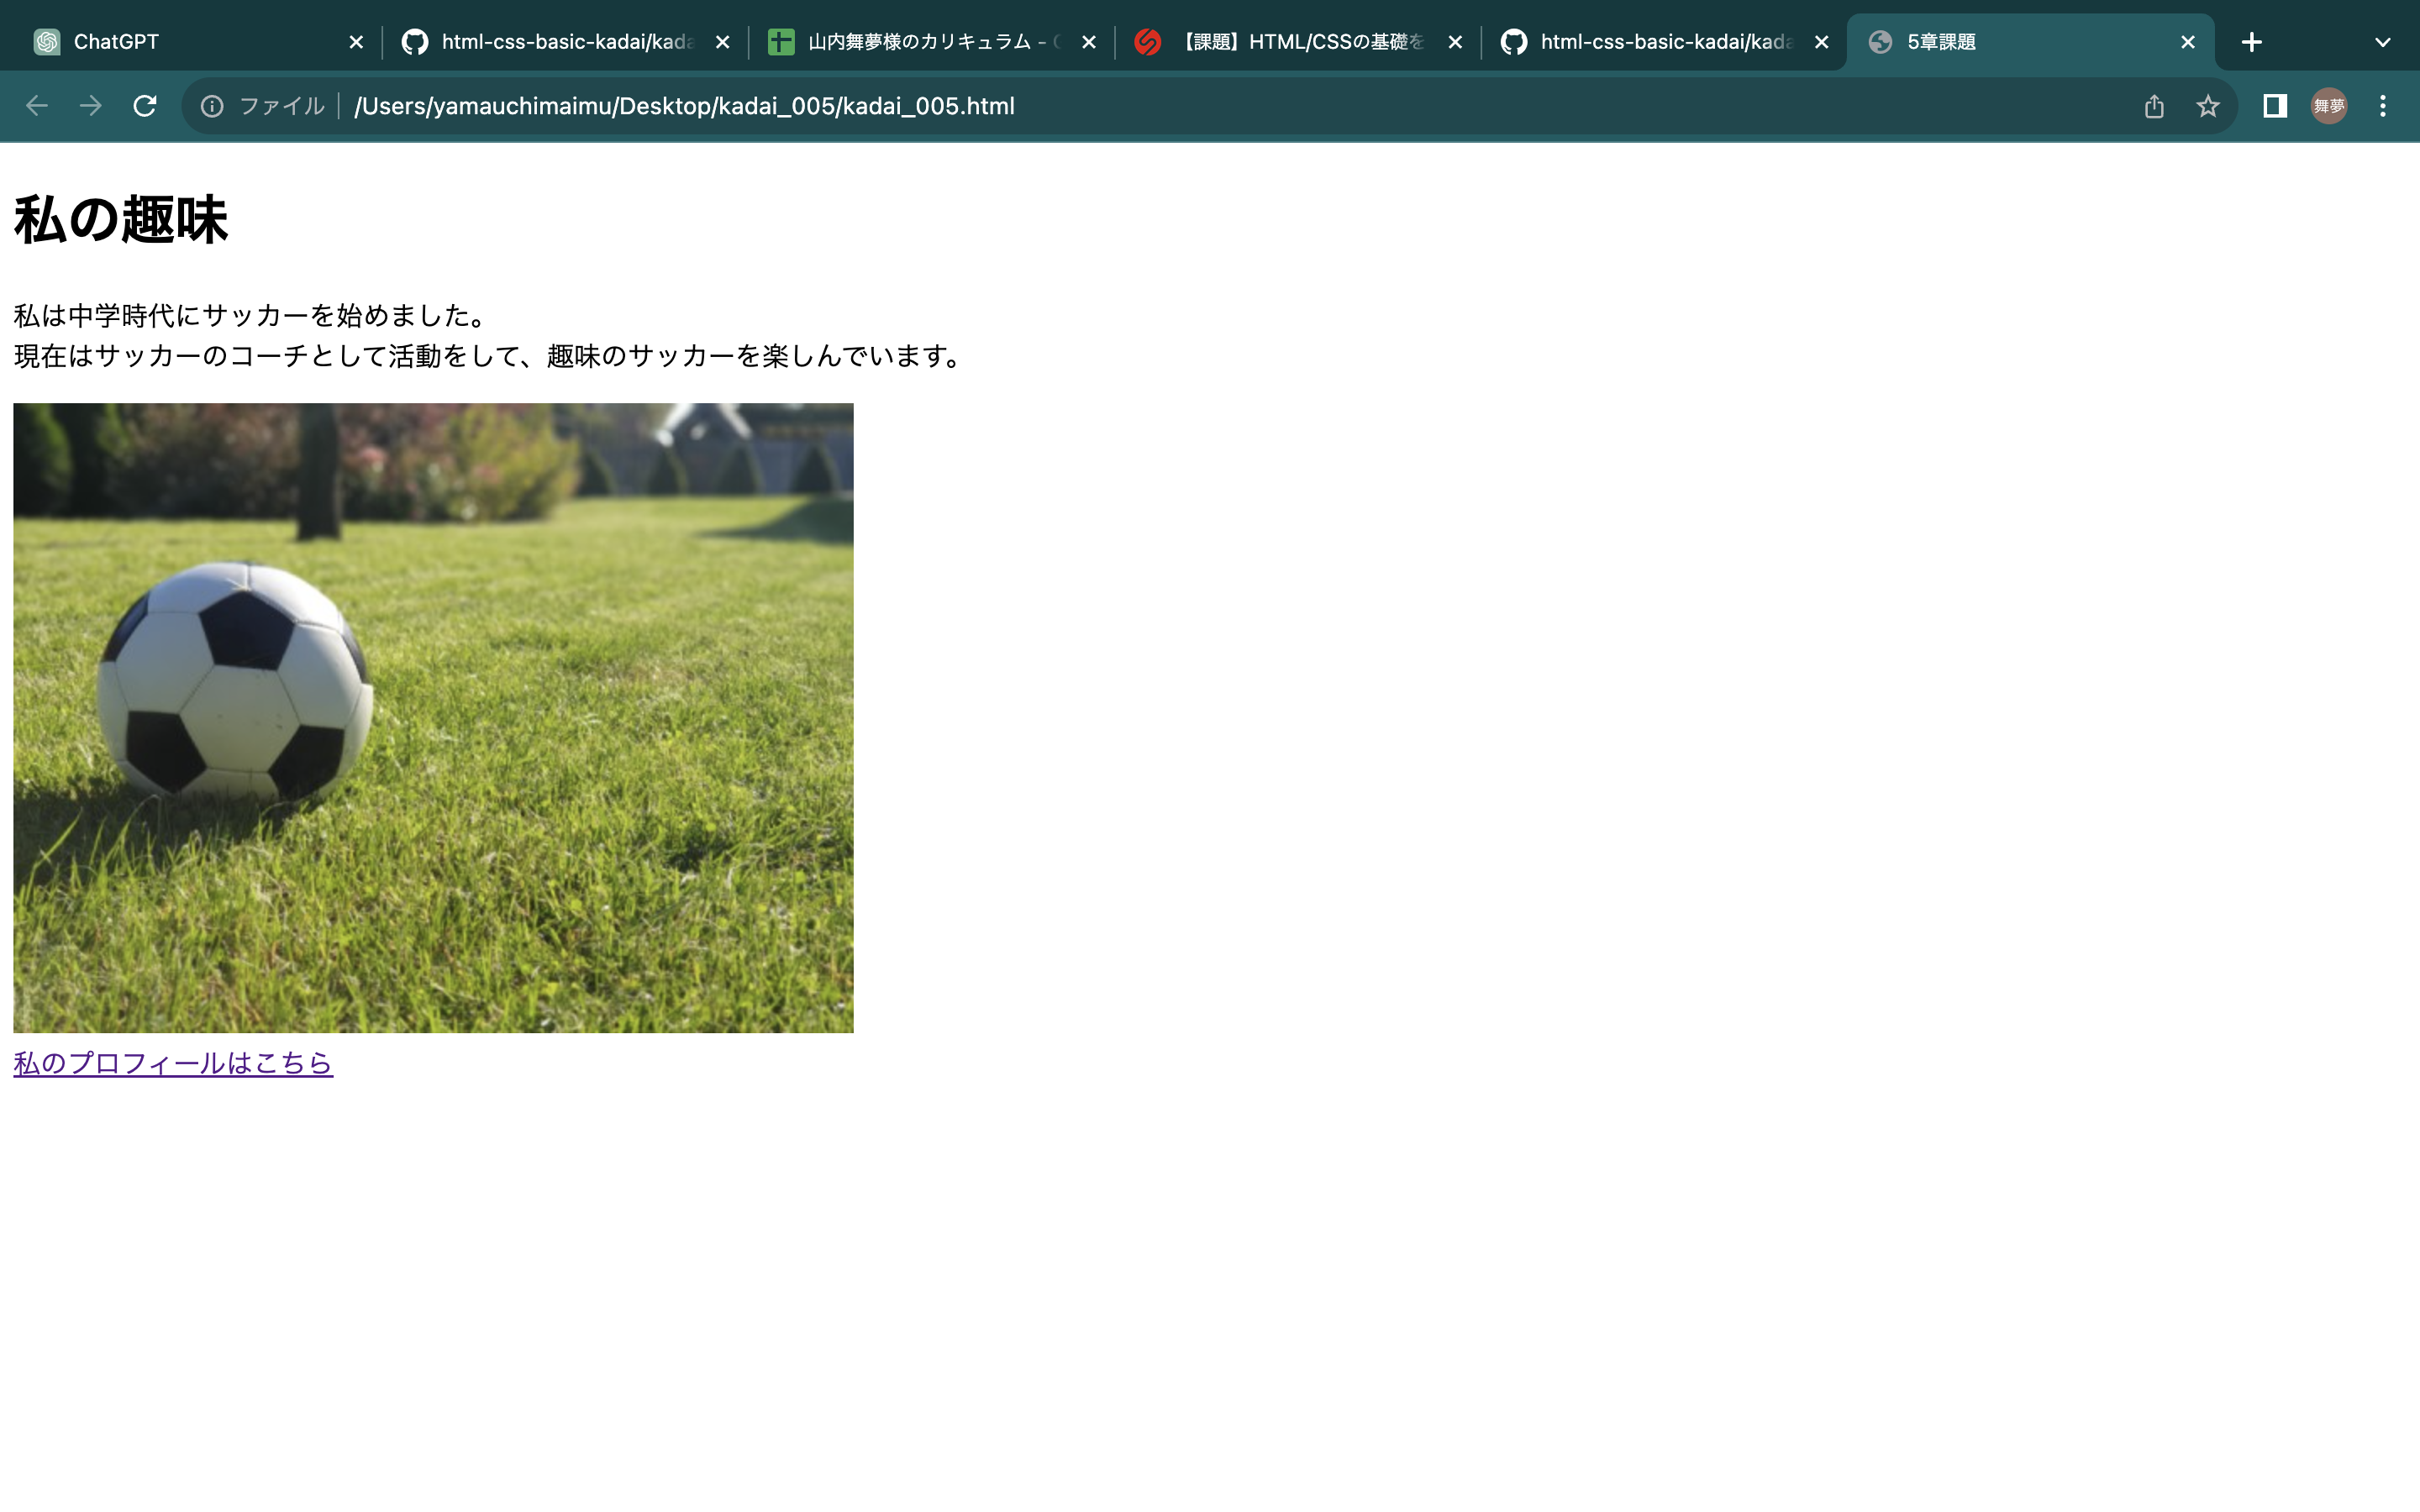 ChatGPT
html-css-basic-kadai/kada
山内舞夢様のカリキュラム -
【課題】HTML/CSSの基礎を
html-css-basic-kadai/kada
5章課題
ファイル
/Users/yamauchimaimu/Desktop/kadai_005/kadai_005.html
舞夢
私の趣味
私は中学時代にサッカーを始めました。
現在はサッカーのコーチとして活動をして、趣味のサッカーを楽しんでいます。
私のプロフィールはこちら